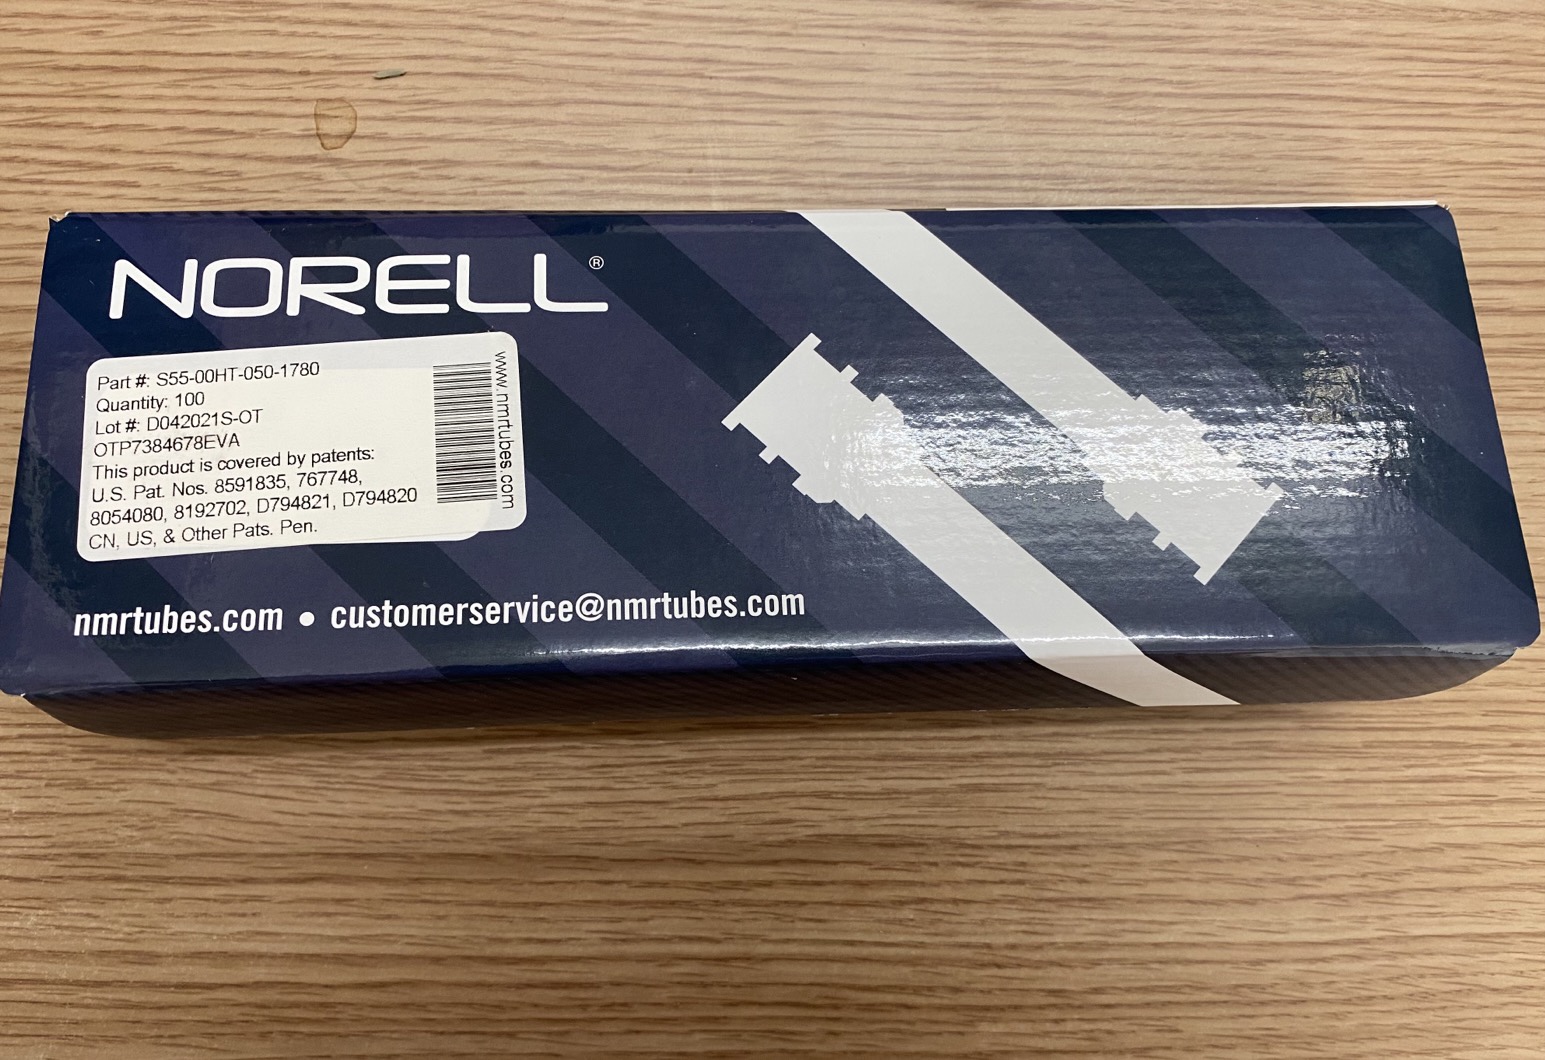 NORELL®
Part #: S55-00HT-050-1780
Quantity: 100
Lot #: D042021S-OT
OTP7384678EVA
This product is covered by patents:
U.S. Pat. Nos. 8591835, 767748,
8054080, 8192702, D794821, D794820
CN, US, & Other Pats. Pen.
www.nmrtubes.com
nmrtubes.com • customerservice@nmrtubes.com